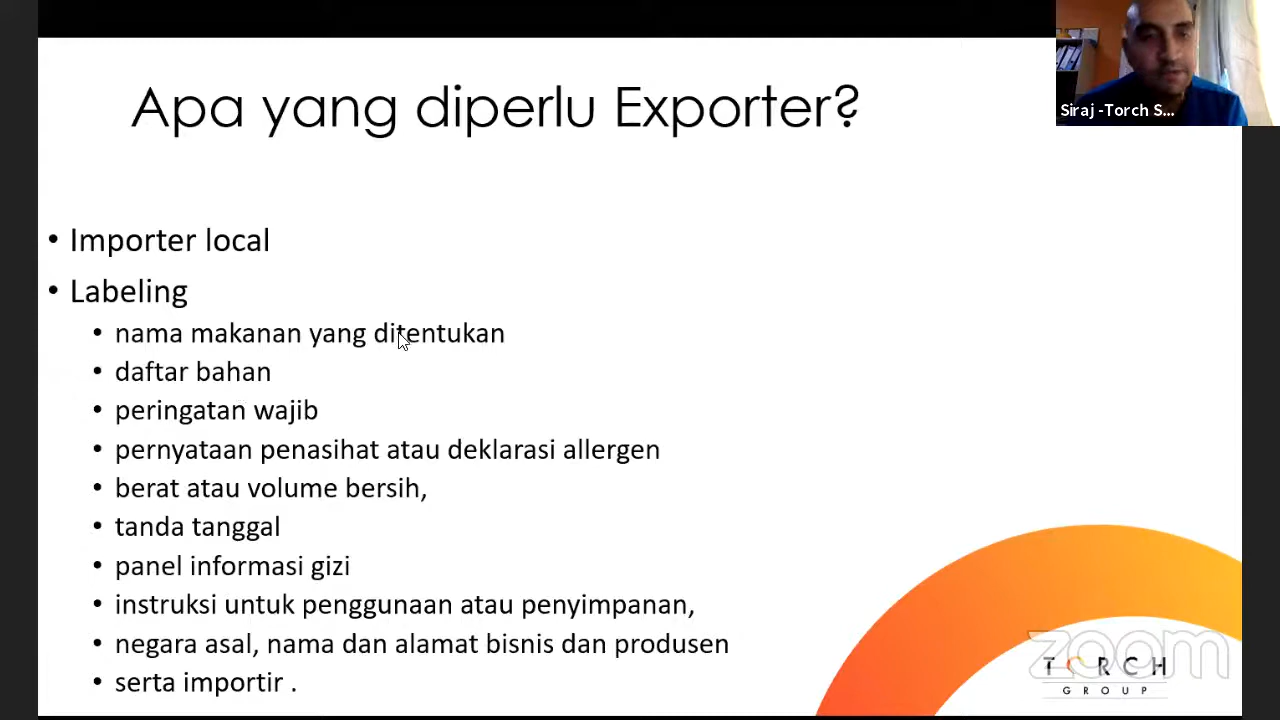 Apa yang diperlu Exporter?
Siraj -Torch S...
• Importer local
• Labeling
• nama makanan yang ditentukan
• daftar bahan
• peringatan wajib
• pernyataan penasihat atau deklarasi allergen
• berat atau volume bersih,
• tanda tanggal
• panel informasi gizi
• instruksi untuk penggunaan atau penyimpanan,
• negara asal, nama dan alamat bisnis dan produsen
• serta importir .
zoom
TORCH
GROUP